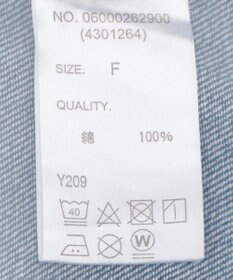 NO. 06000262900
(4301264)
SIZE. F
QUALITY.
綿 100%
Y209
40
W